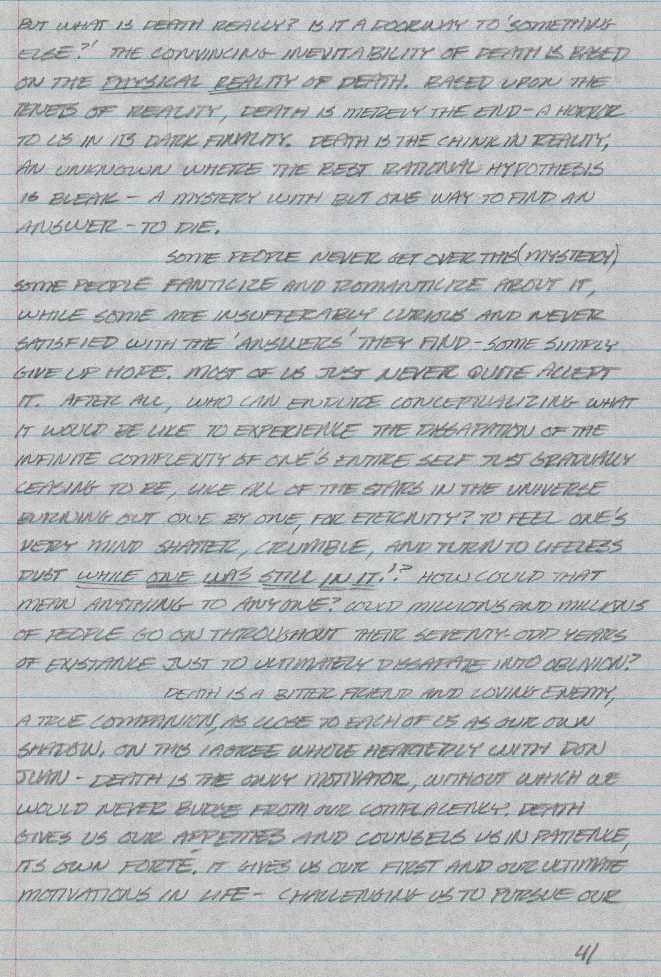 BUT WHAT IS DEATH REALLY? IS IT A DOORWAY TO 'SOMETHING
ELSE?' THE CONVINCING INEVITABILITY OF DEATH IS BASED
ON THE PHYSICAL REALITY OF DEATH. BASED UPON THE
TENETS OF REALITY, DEATH IS MERELY THE END - A HORROR
TO US IN ITS DARK FINALITY. DEATH IS THE CHINK IN REALITY,
AN UNKNOWN WHERE THE BEST RATIONAL HYPOTHESIS
IS BLEAK - A MYSTERY WITH BUT ONE WAY TO FIND AN
ANSWER - TO DIE.
SOME PEOPLE NEVER GET OVER THIS (MYSTERY)
SOME PEOPLE FANTICIZE AND ROMANTICIZE ABOUT IT,
WHILE SOME ARE INSUFFERABLY CURIOUS AND NEVER
SATISFIED WITH THE 'ANSWERS' THEY FIND - SOME SIMPLY
GIVE UP HOPE. MOST OF US JUST NEVER QUITE ACCEPT
IT. AFTER ALL, WHO CAN ENDURE CONCEPTUALIZING WHAT
IT WOULD BE LIKE TO EXPERIENCE THE DISSAPATION OF THE
INFINITE COMPLEXITY OF ONE'S ENTIRE SELF JUST GRADUALLY
CEASING TO BE, LIKE ALL OF THE STARS IN THE UNIVERSE
BURNING OUT ONE BY ONE, FOR ETERNITY? TO FEEL ONE'S
VERY MIND SHATTER, CRUMBLE, AND TURN TO LIFELESS
DUST WHILE ONE WAS STILL IN IT!? HOW COULD THAT
MEAN ANYTHING TO ANYONE? COULD MILLIONS AND MILLIONS
OF PEOPLE GO ON THROUGHOUT THEIR SEVENTY-ODD YEARS
OF EXISTANCE JUST TO ULTIMATELY DISSAPATE INTO OBLIVION?
DEATH IS A BITTER FRIEND AND LOVING ENEMY,
A TRUE COMPANION, AS CLOSE TO EACH OF US AS OUR OWN
SHADOW. ON THIS I AGREE WHOLE HEARTERLY WITH DON
JUAN - DEATH IS THE ONLY MOTIVATOR, WITHOUT WHICH WE
WOULD NEVER BUDGE FROM OUR COMPLACENCY. DEATH
GIVES US OUR APPETITES AND COUNSELS US IN PATIENCE,
ITS OWN FORTÉ. IT GIVES US OUR FIRST AND OUR ULTIMATE
MOTIVATIONS IN LIFE - CHALLENGING US TO PURSUE OUR
41